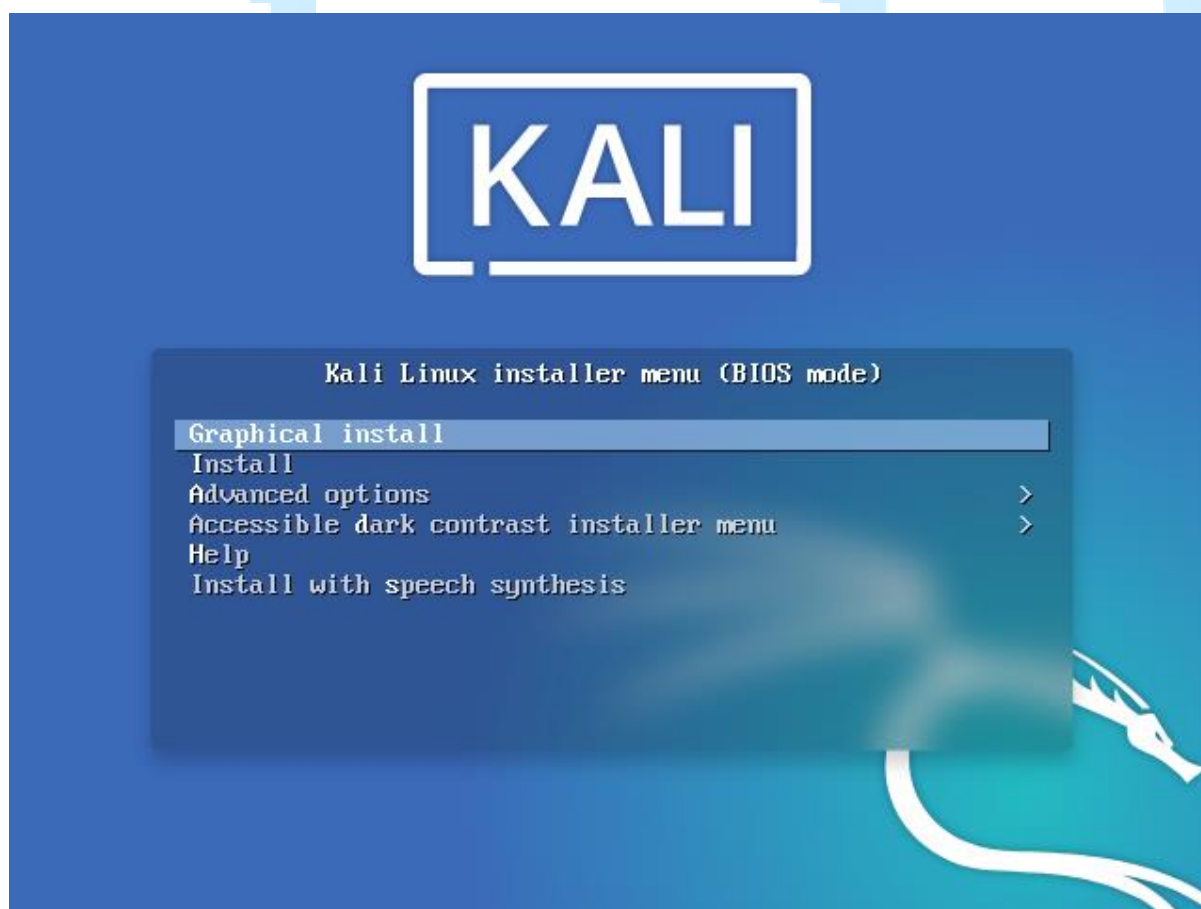 KALI
Kali Linux installer menu (BIOS mode)
Graphical install
Install
Advanced options >
Accessible dark contrast installer menu >
Help
Install with speech synthesis